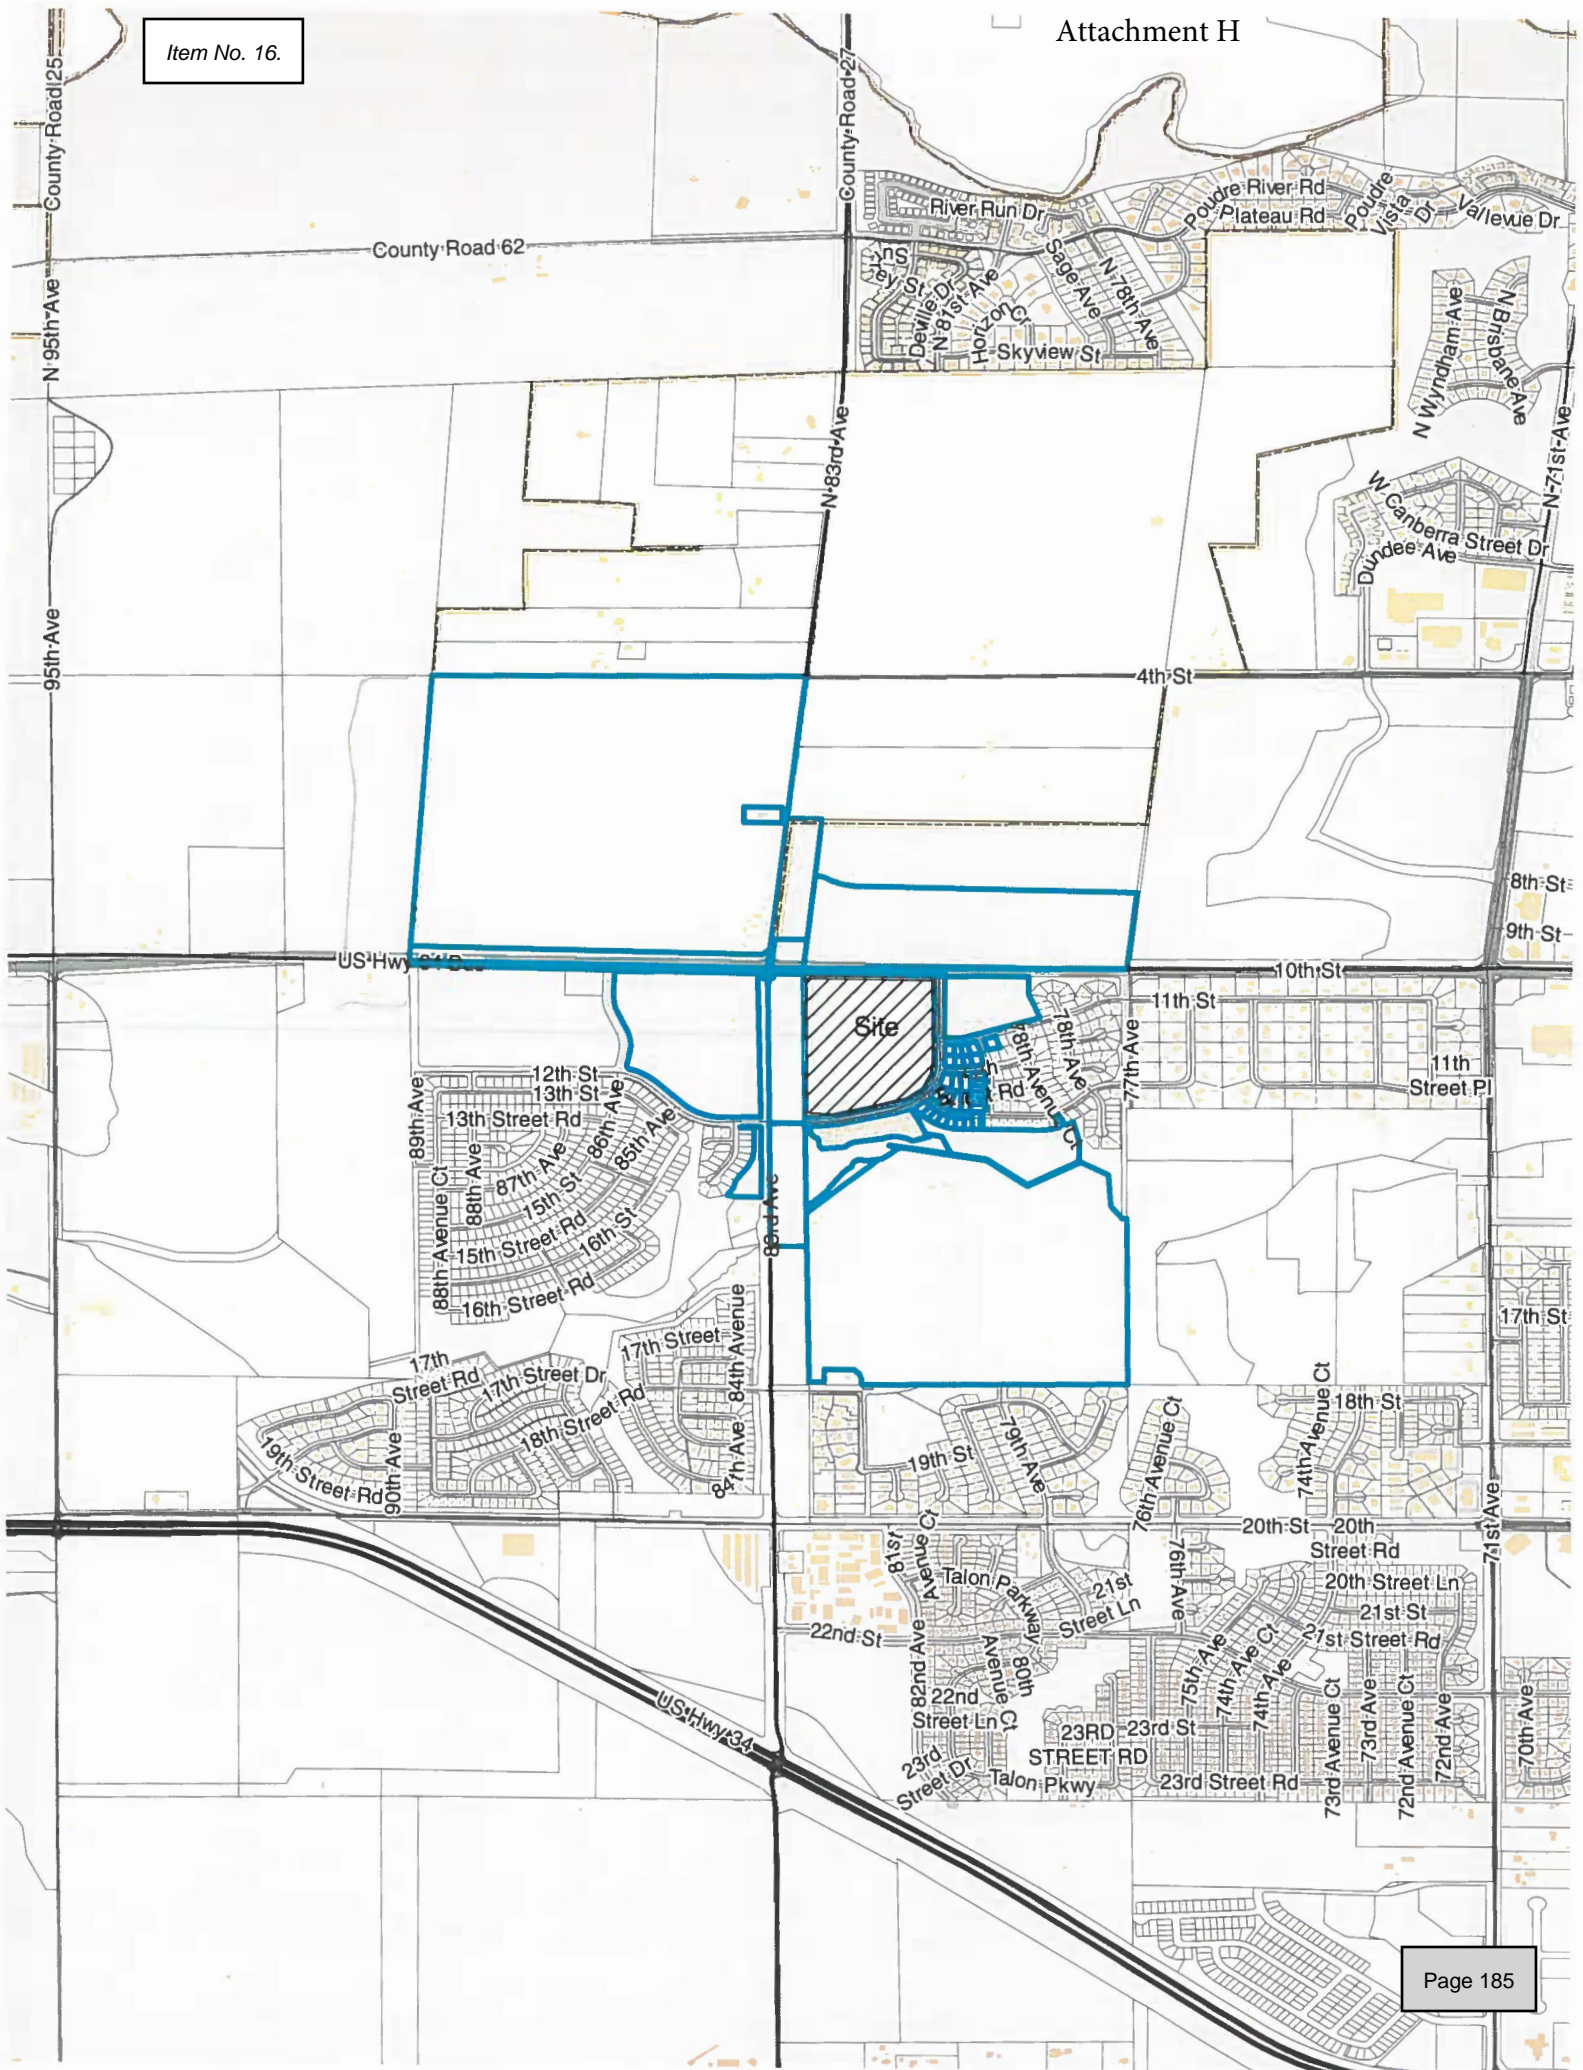 Attachment H
Item No. 16.
County Road 25
County Road 27
River Run Dr
Poudre River Rd
Plateau Rd
Poudre
Vista
Dr
Vallevue Dr
County Road 62
Sage Ave
N 78th Ave
Deville Dr
N 81st Ave
Horizon Cr
Skyview St
N 95th Ave
N Wyndham Ave
N Brisbane Ave
N 83rd Ave
N 71st Ave
W Canberra Street Dr
Dundee Ave
95th Ave
4th St
8th St
9th St
US Hwy
10th St
11th St
Site
78th Ave
78th Avenue
Ct
Rd
77th Ave
11th
Street Pl
12th St
13th St
13th Street Rd
89th Ave
86th Ave
85th Ave
87th Ave
88th Ave
88th Avenue Ct
15th St
15th Street Rd
16th St
16th Street Rd
83rd Ave
17th St
17th Street
84th Avenue
17th
Street Rd
17th Street Dr
18th Street Rd
19th Street Rd
90th Ave
84th Ave
18th St
74th Avenue Ct
19th St
79th Ave
76th Avenue Ct
20th St
20th
Street Rd
71st Ave
81st
Avenue Ct
Talon Parkway
21st
Street Ln
76th Ave
20th Street Ln
21st St
21st Street Rd
22nd St
82nd Ave
80th
Avenue Ct
75th Ave
74th Ave Ct
74th Ave
22nd
Street Ln
US Hwy 34
23RD
STREET RD
23rd St
23rd
Street Dr
Talon Pkwy
23rd Street Rd
73rd Avenue Ct
73rd Ave
72nd Avenue Ct
72nd Ave
70th Ave
Page 185